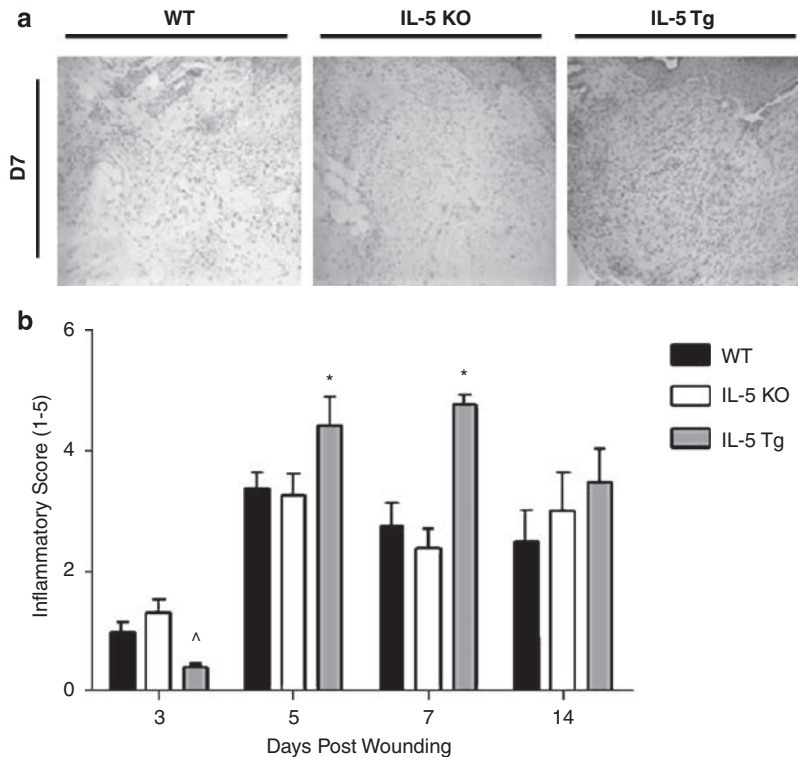 a
WT IL-5 KO IL-5 Tg
D7
b
6
4
2
0
Inflammatory Score (1-5)
* *
^
3 5 7 14
Days Post Wounding
WT
IL-5 KO
IL-5 Tg